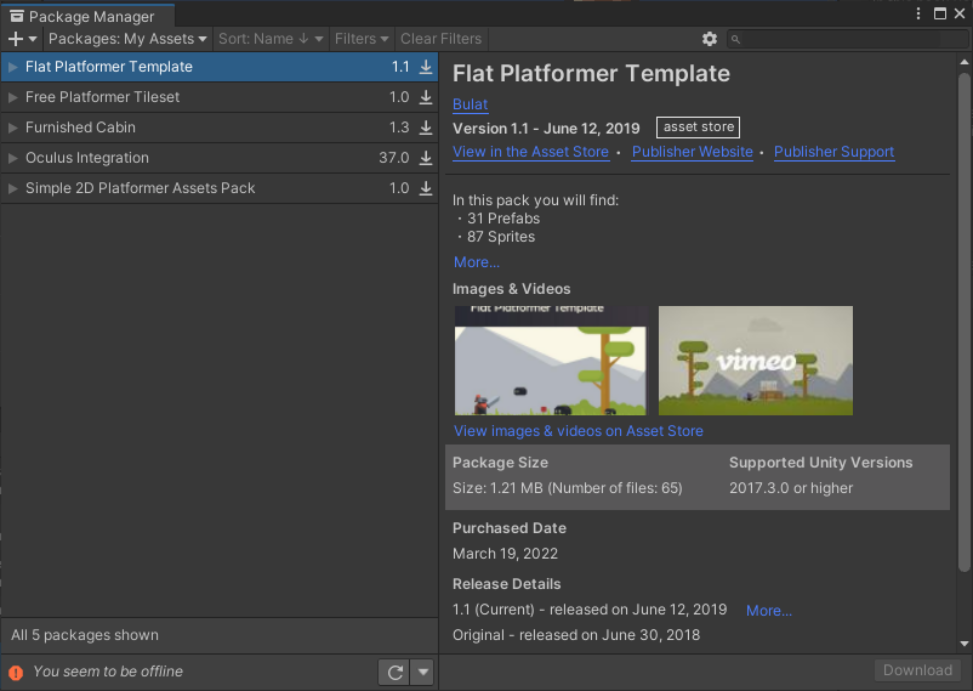 Package Manager
Packages: My Assets Sort: Name ↓ Filters Clear Filters
Flat Platformer Template 1.1
Free Platformer Tileset 1.0
Furnished Cabin 1.3
Oculus Integration 37.0
Simple 2D Platformer Assets Pack 1.0
All 5 packages shown
You seem to be offline
Flat Platformer Template
Bulat
Version 1.1 - June 12, 2019 asset store
View in the Asset Store • Publisher Website • Publisher Support
In this pack you will find:
· 31 Prefabs
· 87 Sprites
More...
Images & Videos
Flat Platformer Template
vimeo
View images & videos on Asset Store
Package Size Supported Unity Versions
Size: 1.21 MB (Number of files: 65) 2017.3.0 or higher
Purchased Date
March 19, 2022
Release Details
1.1 (Current) - released on June 12, 2019 More...
Original - released on June 30, 2018
Download